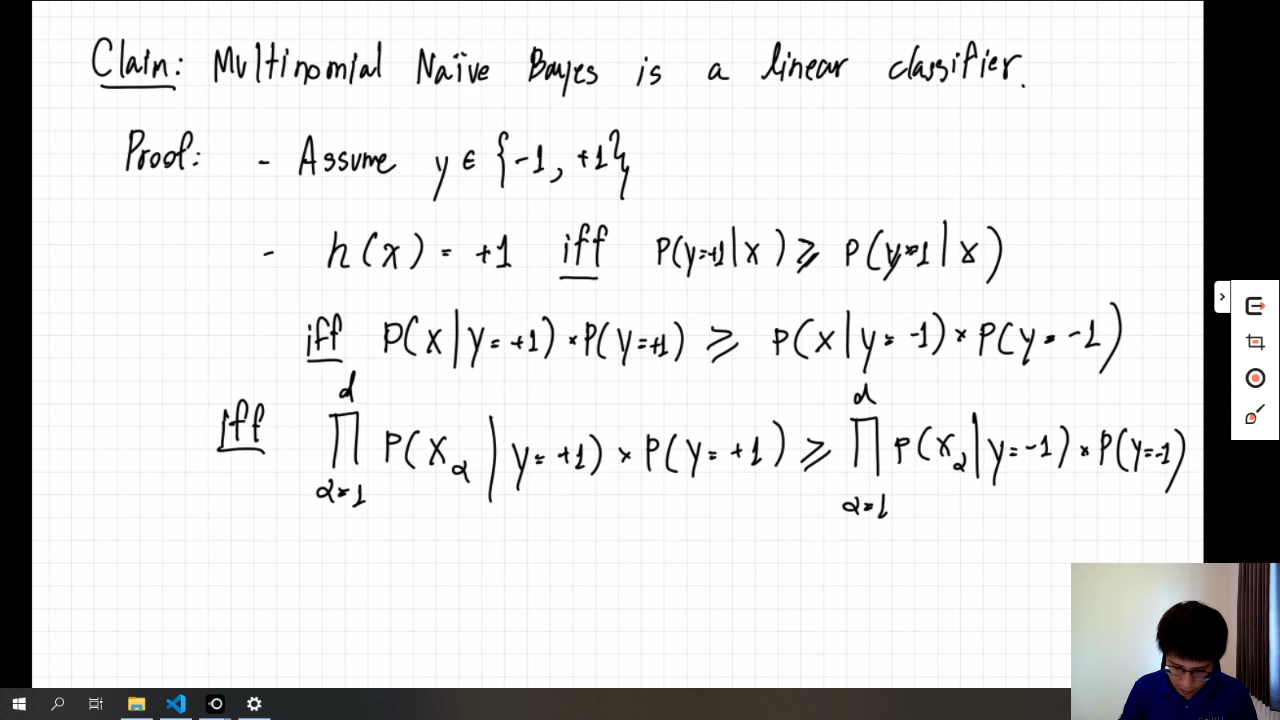 Claim: Multinomial Naïve Bayes is a linear classifier.
Proof: - Assume y ∈ {-1, +1}
- h(x) = +1 iff P(y=+1|x) ≥ P(y=-1|x)
iff P(x|y=+1) * P(y=+1) ≥ P(x|y=-1) * P(y=-1)
iff ∏_{α=1}^{d} P(x_α|y=+1) × P(y=+1) ≥ ∏_{α=1}^{d} P(x_α|y=-1) * P(y=-1)